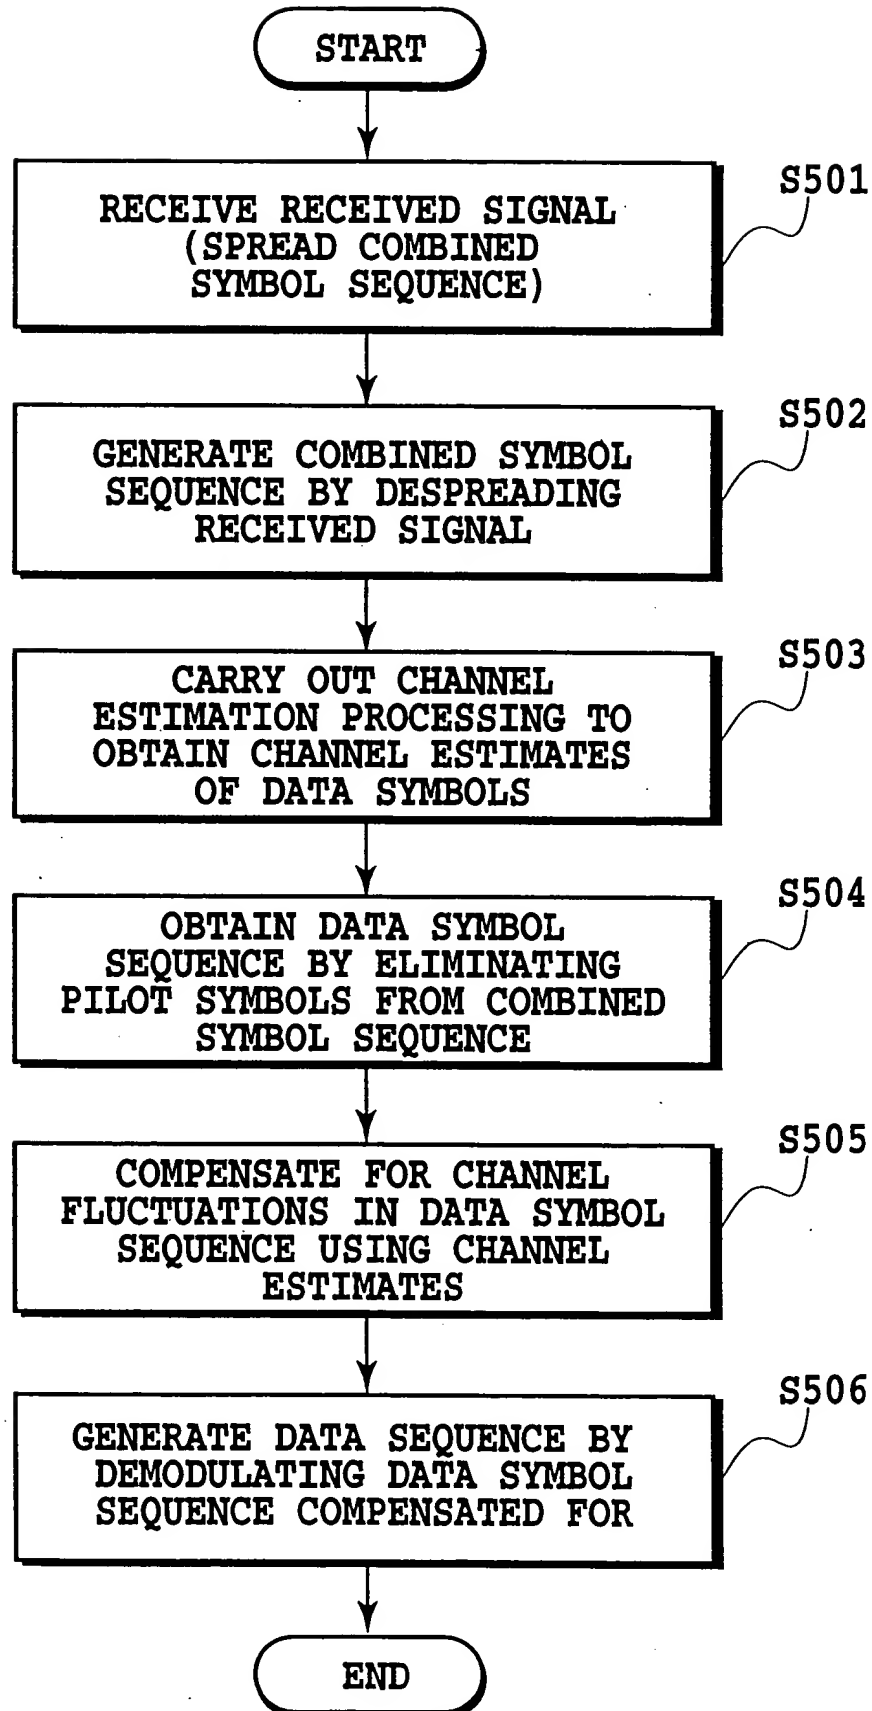 START
S501
RECEIVE RECEIVED SIGNAL
(SPREAD COMBINED
SYMBOL SEQUENCE)
S502
GENERATE COMBINED SYMBOL
SEQUENCE BY DESPREADING
RECEIVED SIGNAL
S503
CARRY OUT CHANNEL
ESTIMATION PROCESSING TO
OBTAIN CHANNEL ESTIMATES
OF DATA SYMBOLS
S504
OBTAIN DATA SYMBOL
SEQUENCE BY ELIMINATING
PILOT SYMBOLS FROM COMBINED
SYMBOL SEQUENCE
S505
COMPENSATE FOR CHANNEL
FLUCTUATIONS IN DATA SYMBOL
SEQUENCE USING CHANNEL
ESTIMATES
S506
GENERATE DATA SEQUENCE BY
DEMODULATING DATA SYMBOL
SEQUENCE COMPENSATED FOR
END